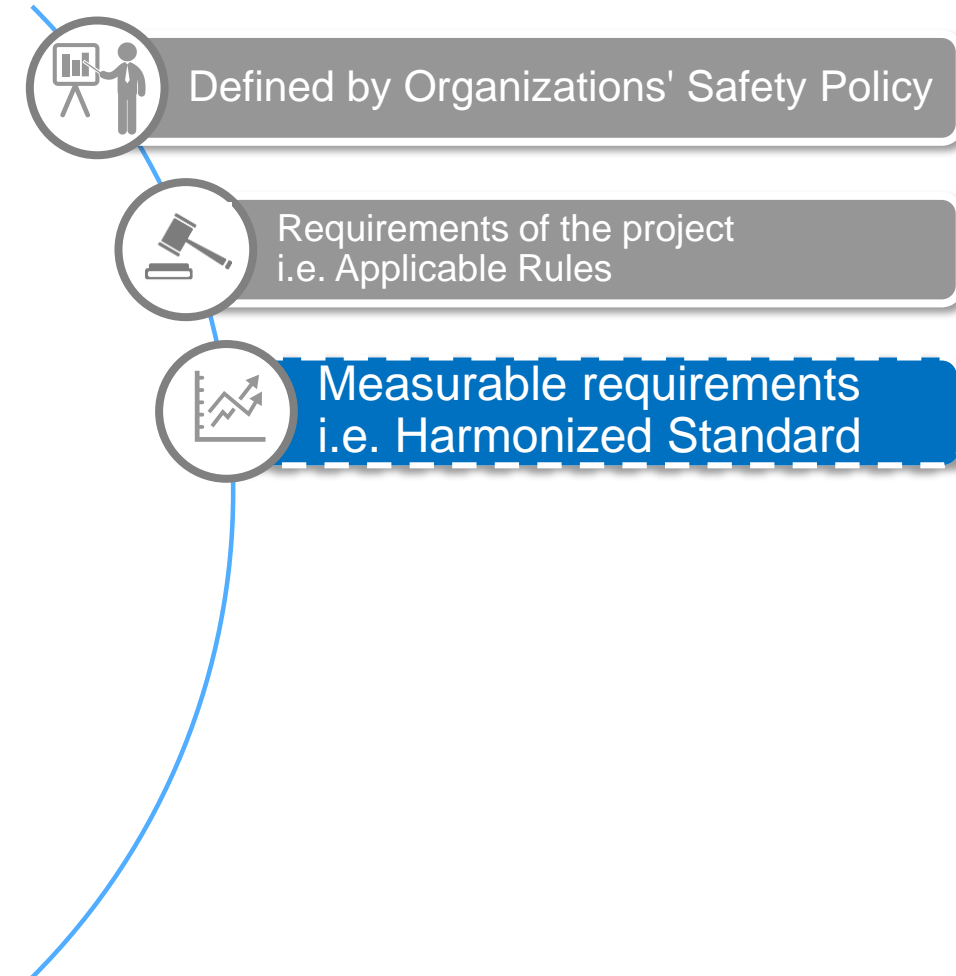 Defined by Organizations' Safety Policy
Requirements of the project
i.e. Applicable Rules
Measurable requirements
i.e. Harmonized Standard